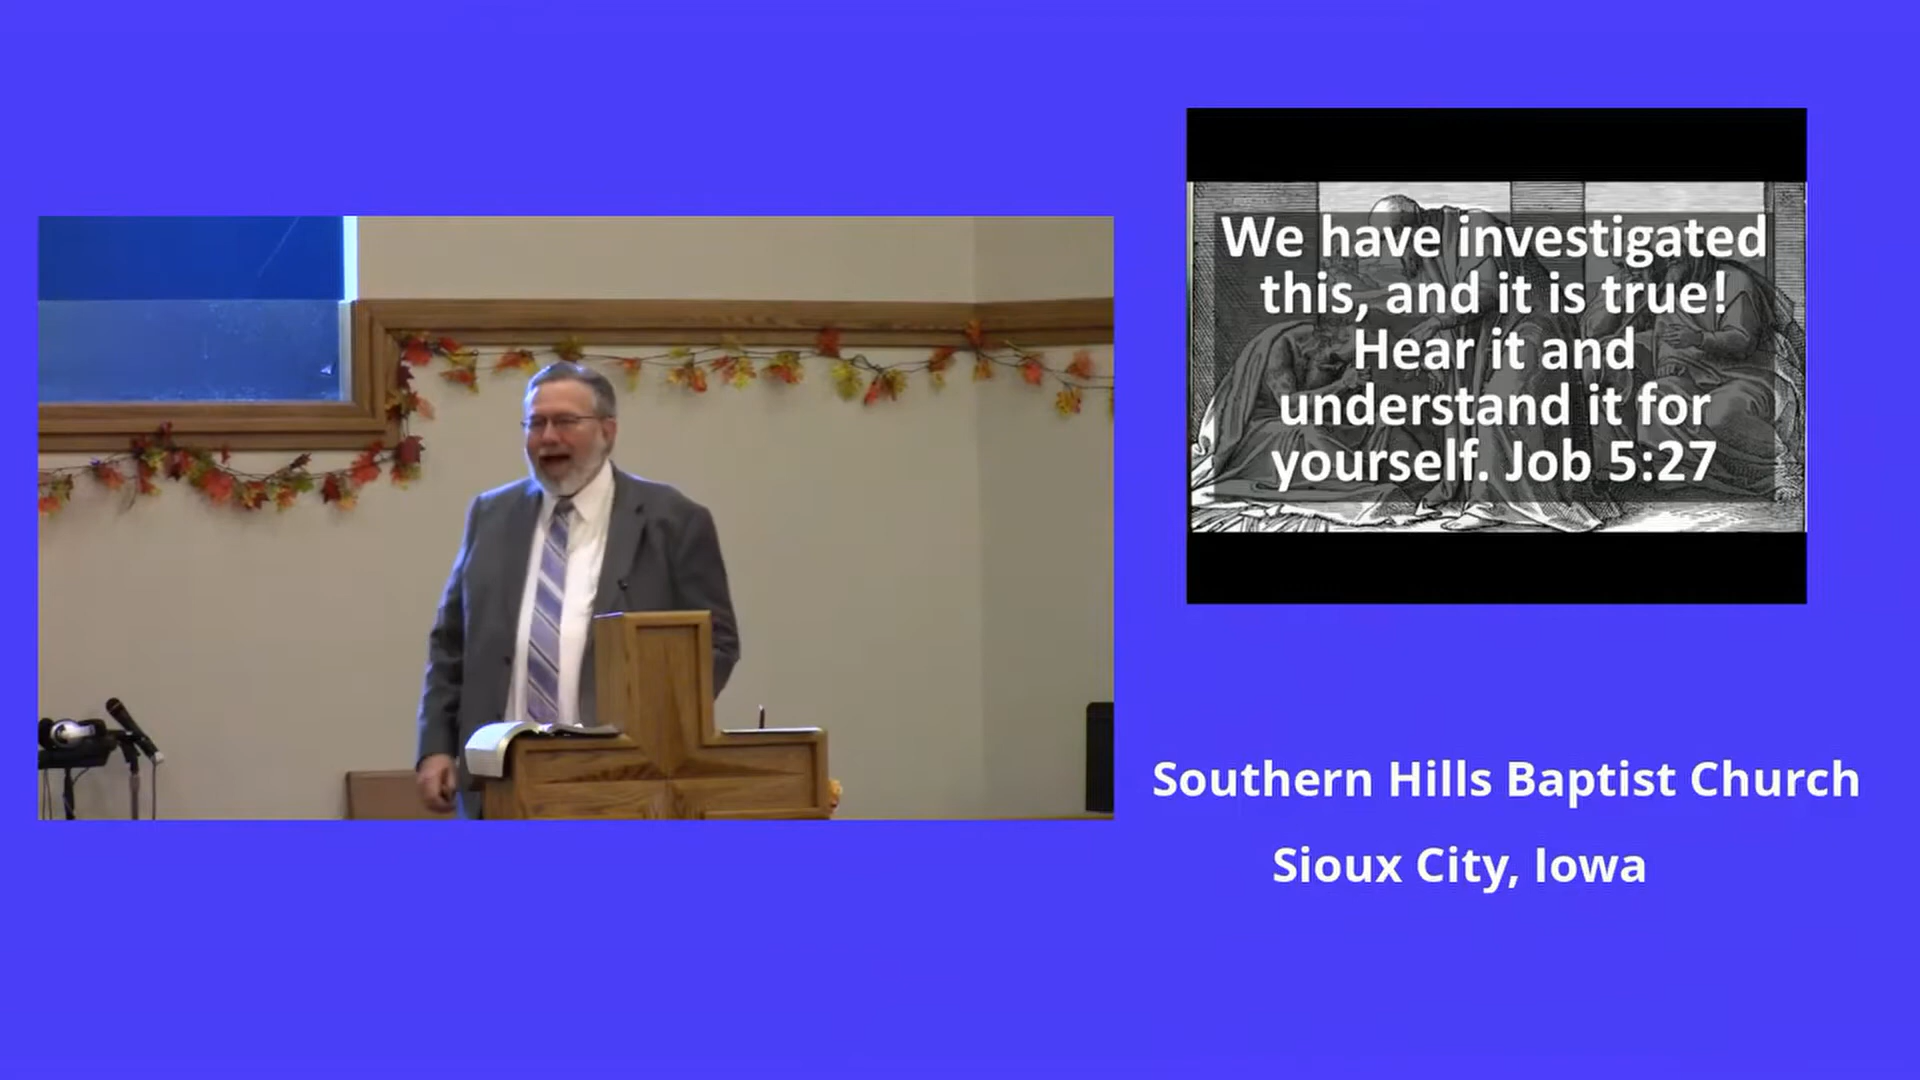 We have investigated
this, and it is true!
Hear it and
understand it for
yourself. Job 5:27
Southern Hills Baptist Church
Sioux City, Iowa